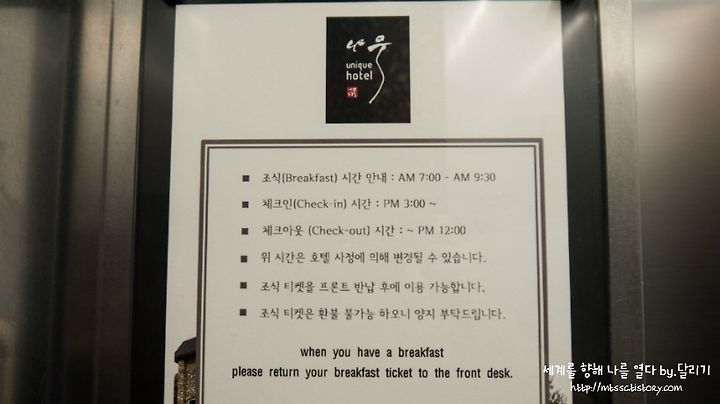 나무
unique
hotel
■ 조식(Breakfast) 시간 안내 : AM 7:00 - AM 9:30
■ 체크인(Check-in) 시간 : PM 3:00 ~
■ 체크아웃 (Check-out) 시간 : ~ PM 12:00
■ 위 시간은 호텔 사정에 의해 변경될 수 있습니다.
■ 조식 티켓을 프론트 반납 후에 이용 가능합니다.
■ 조식 티켓은 환불 불가능 하오니 양지 부탁드립니다.
when you have a breakfast
please return your breakfast ticket to the front desk.
세계를 향해 나를 열다 by.달리기
http://mtssc.tistory.com